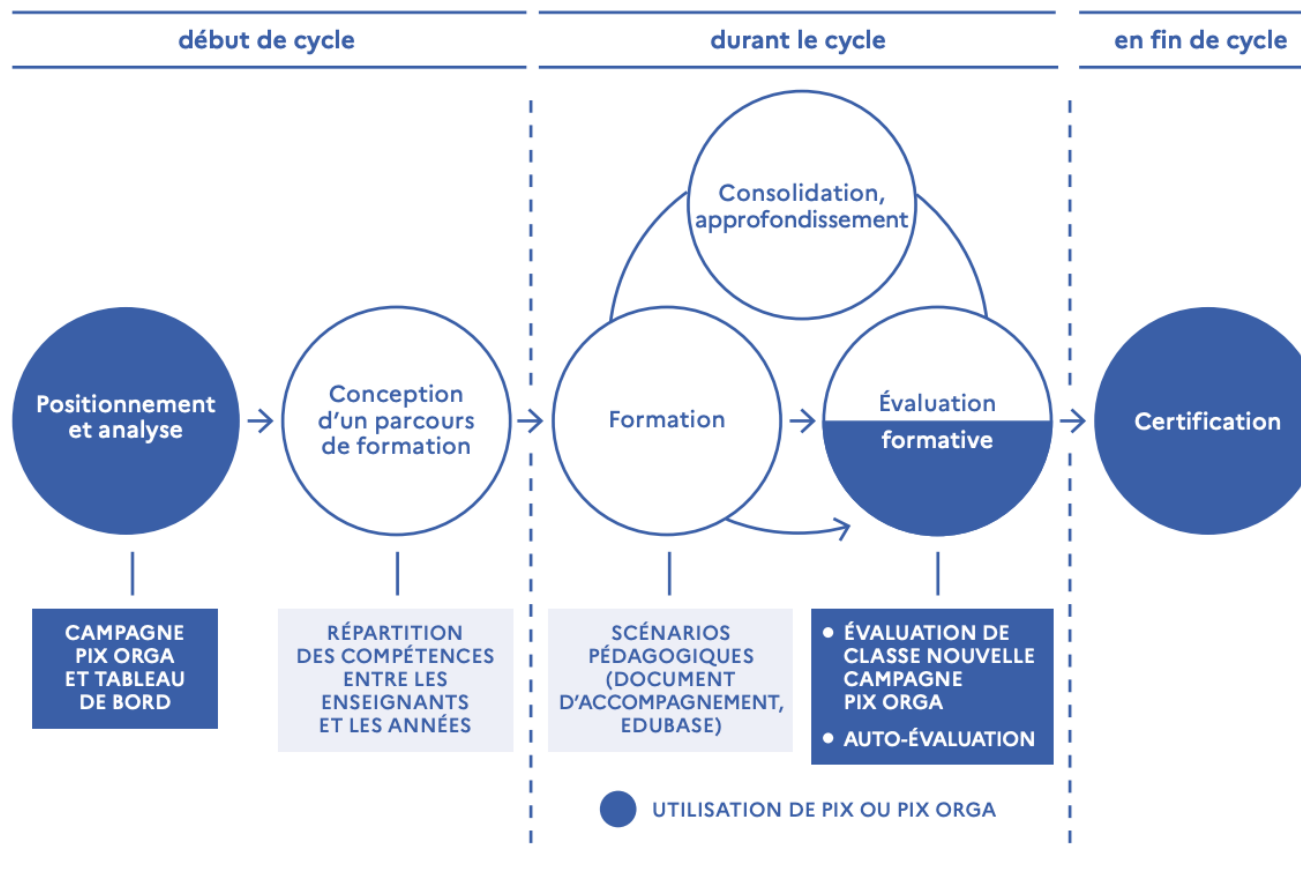 début de cycle
durant le cycle
en fin de cycle
Consolidation,
approfondissement
Positionnement
et analyse
Conception
d'un parcours
de formation
Formation
Évaluation
formative
Certification
CAMPAGNE
PIX ORGA
ET TABLEAU
DE BORD
RÉPARTITION
DES COMPÉTENCES
ENTRE LES
ENSEIGNANTS
ET LES ANNÉES
SCÉNARIOS
PÉDAGOGIQUES
(DOCUMENT
D'ACCOMPAGNEMENT,
EDUBASE)
• ÉVALUATION DE
CLASSE NOUVELLE
CAMPAGNE
PIX ORGA
• AUTO-ÉVALUATION
UTILISATION DE PIX OU PIX ORGA